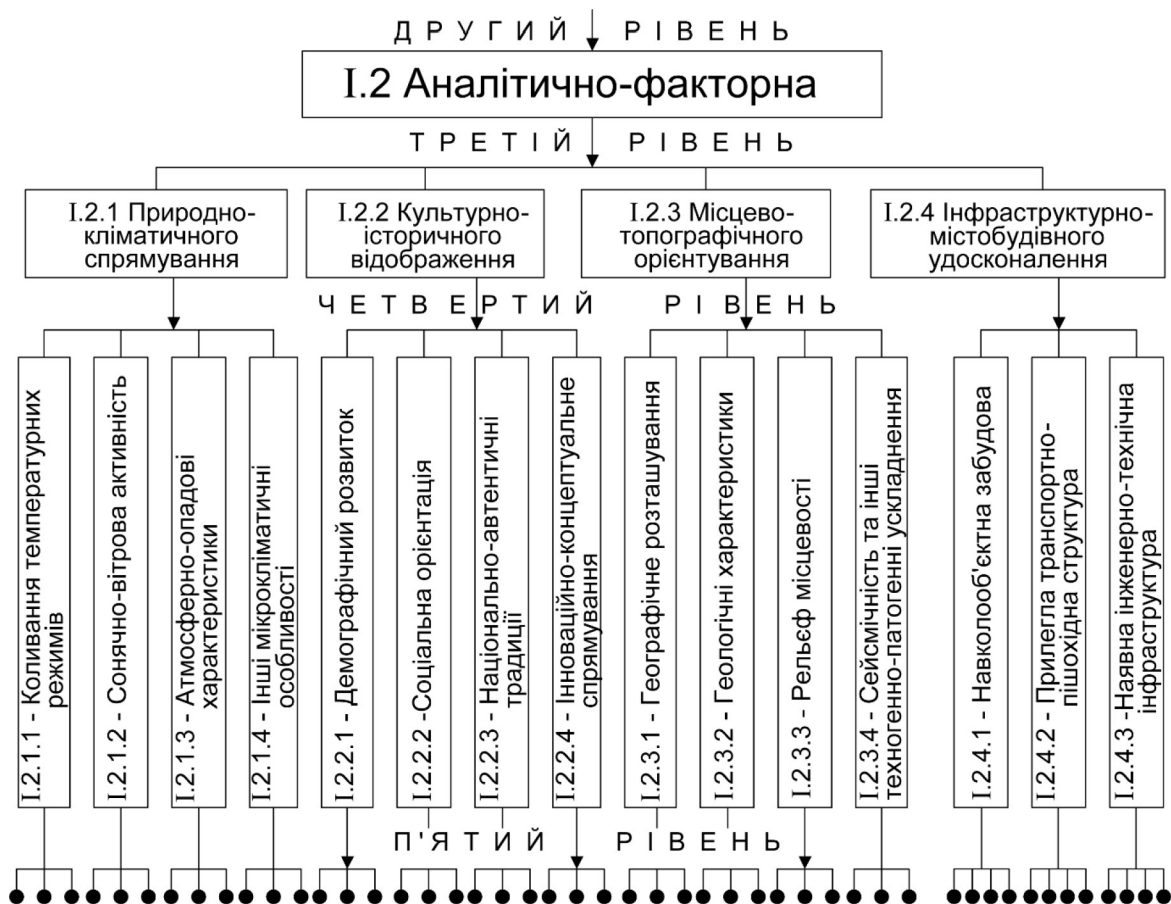 ДРУГИЙ РІВЕНЬ
I.2 Аналітично-факторна
ТРЕТІЙ РІВЕНЬ
I.2.1 Природно-
кліматичного
спрямування
I.2.2 Культурно-
історичного
відображення
I.2.3 Місцево-
топографічного
орієнтування
I.2.4 Інфраструктурно-
містобудівного
удосконалення
ЧЕТВЕРТИЙ РІВЕНЬ
I.2.1.1 - Коливання температурних
режимів
I.2.1.2 - Сонячно-вітрова активність
I.2.1.3 - Атмосферно-опадові
характеристики
I.2.1.4 - Інші мікрокліматичні
особливості
I.2.2.1 - Демографічний розвиток
I.2.2.2 -Соціальна орієнтація
I.2.2.3 - Національно-автентичні
традиції
I.2.2.4 - Інноваційно-концептуальне
спрямування
I.2.3.1 - Географічне розташування
I.2.3.2 - Геологічні характеристики
I.2.3.3 - Рельєф місцевості
I.2.3.4 - Сейсмічність та інші
техногенно-патогенні ускладнення
I.2.4.1 - Навколооб'єктна забудова
I.2.4.2 - Прилегла транспортно-
пішохідна структура
I.2.4.3 -Наявна інженерно-технічна
інфраструктура
П'ЯТИЙ РІВЕНЬ